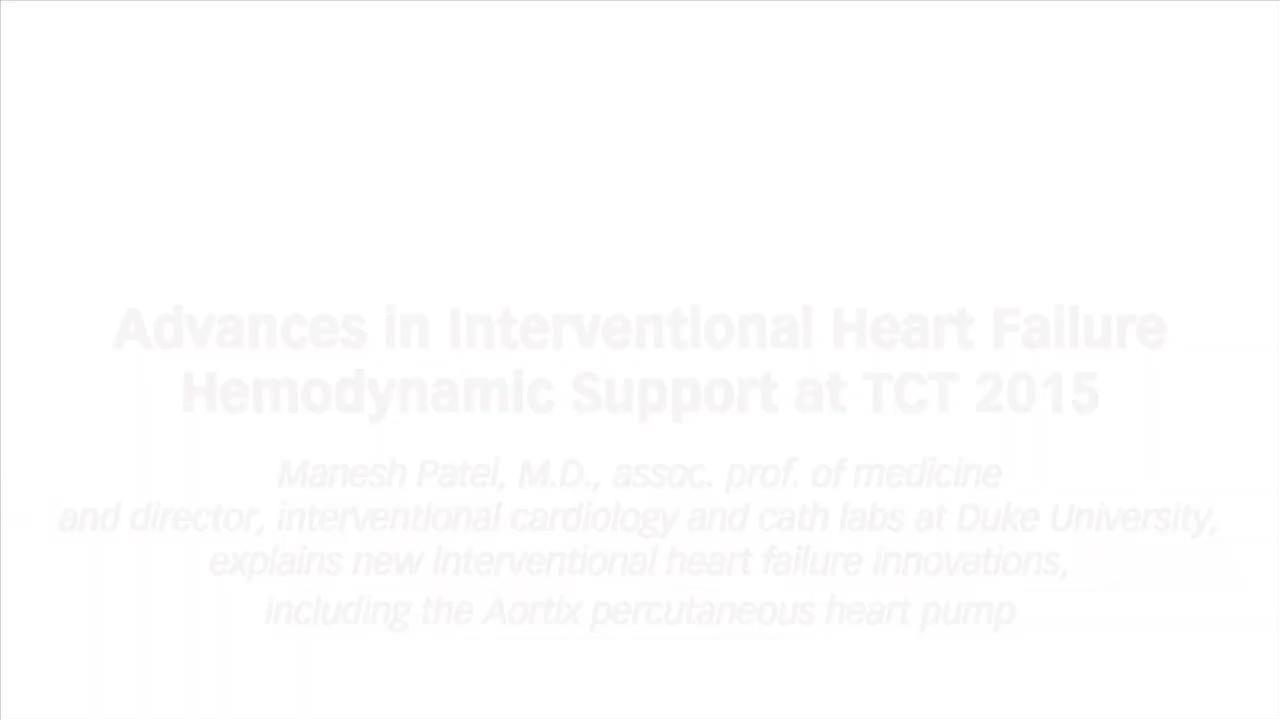 Advances in Interventional Heart Failure
Hemodynamic Support at TCT 2015
Manesh Patel, M.D., assoc. prof. of medicine
and director, interventional cardiology and cath labs at Duke University,
explains new interventional heart failure innovations,
including the Aortix percutaneous heart pump